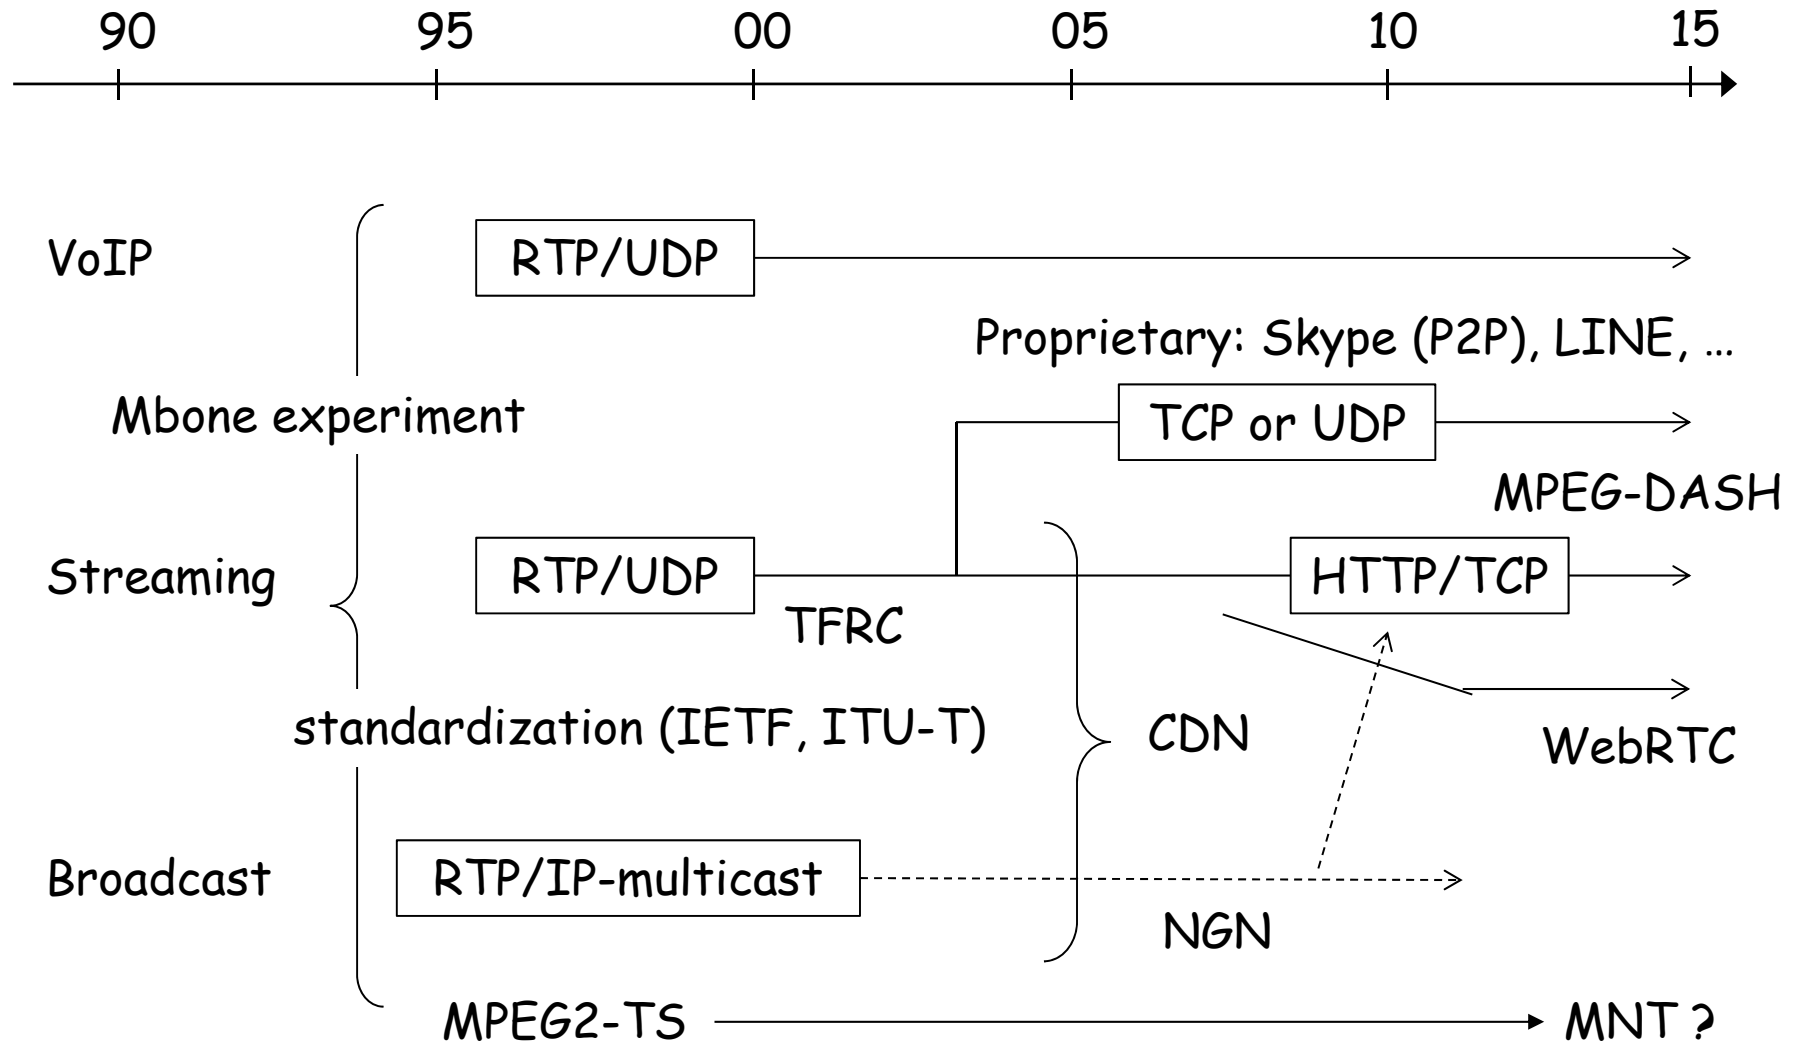 90 95 00 05 10 15
VoIP
RTP/UDP
Proprietary: Skype (P2P), LINE, …
Mbone experiment
TCP or UDP
MPEG-DASH
Streaming
RTP/UDP
HTTP/TCP
TFRC
standardization (IETF, ITU-T)
CDN
WebRTC
Broadcast
RTP/IP-multicast
NGN
MPEG2-TS
MNT ?